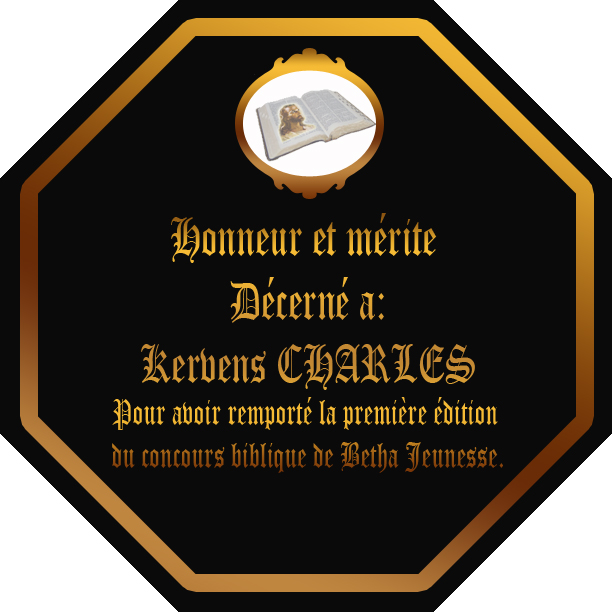 Honneur et mérite
Décerné a:
Kervens CHARLES
Pour avoir remporté la première édition
du concours biblique de Betha Jeunesse.